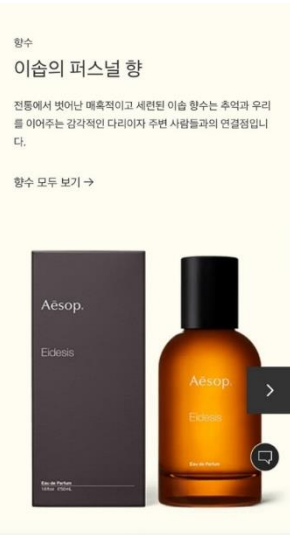 향수
이솝의 퍼스널 향
전통에서 벗어난 매혹적이고 세련된 이솝 향수는 추억과 우리
를 이어주는 감각적인 다리이자 주변 사람들과의 연결점입니
다.
향수 모두 보기 →
Aēsop.
Eidesis
Aēsop.
Eidesis
Eau de Parfum
Eau de Parfum